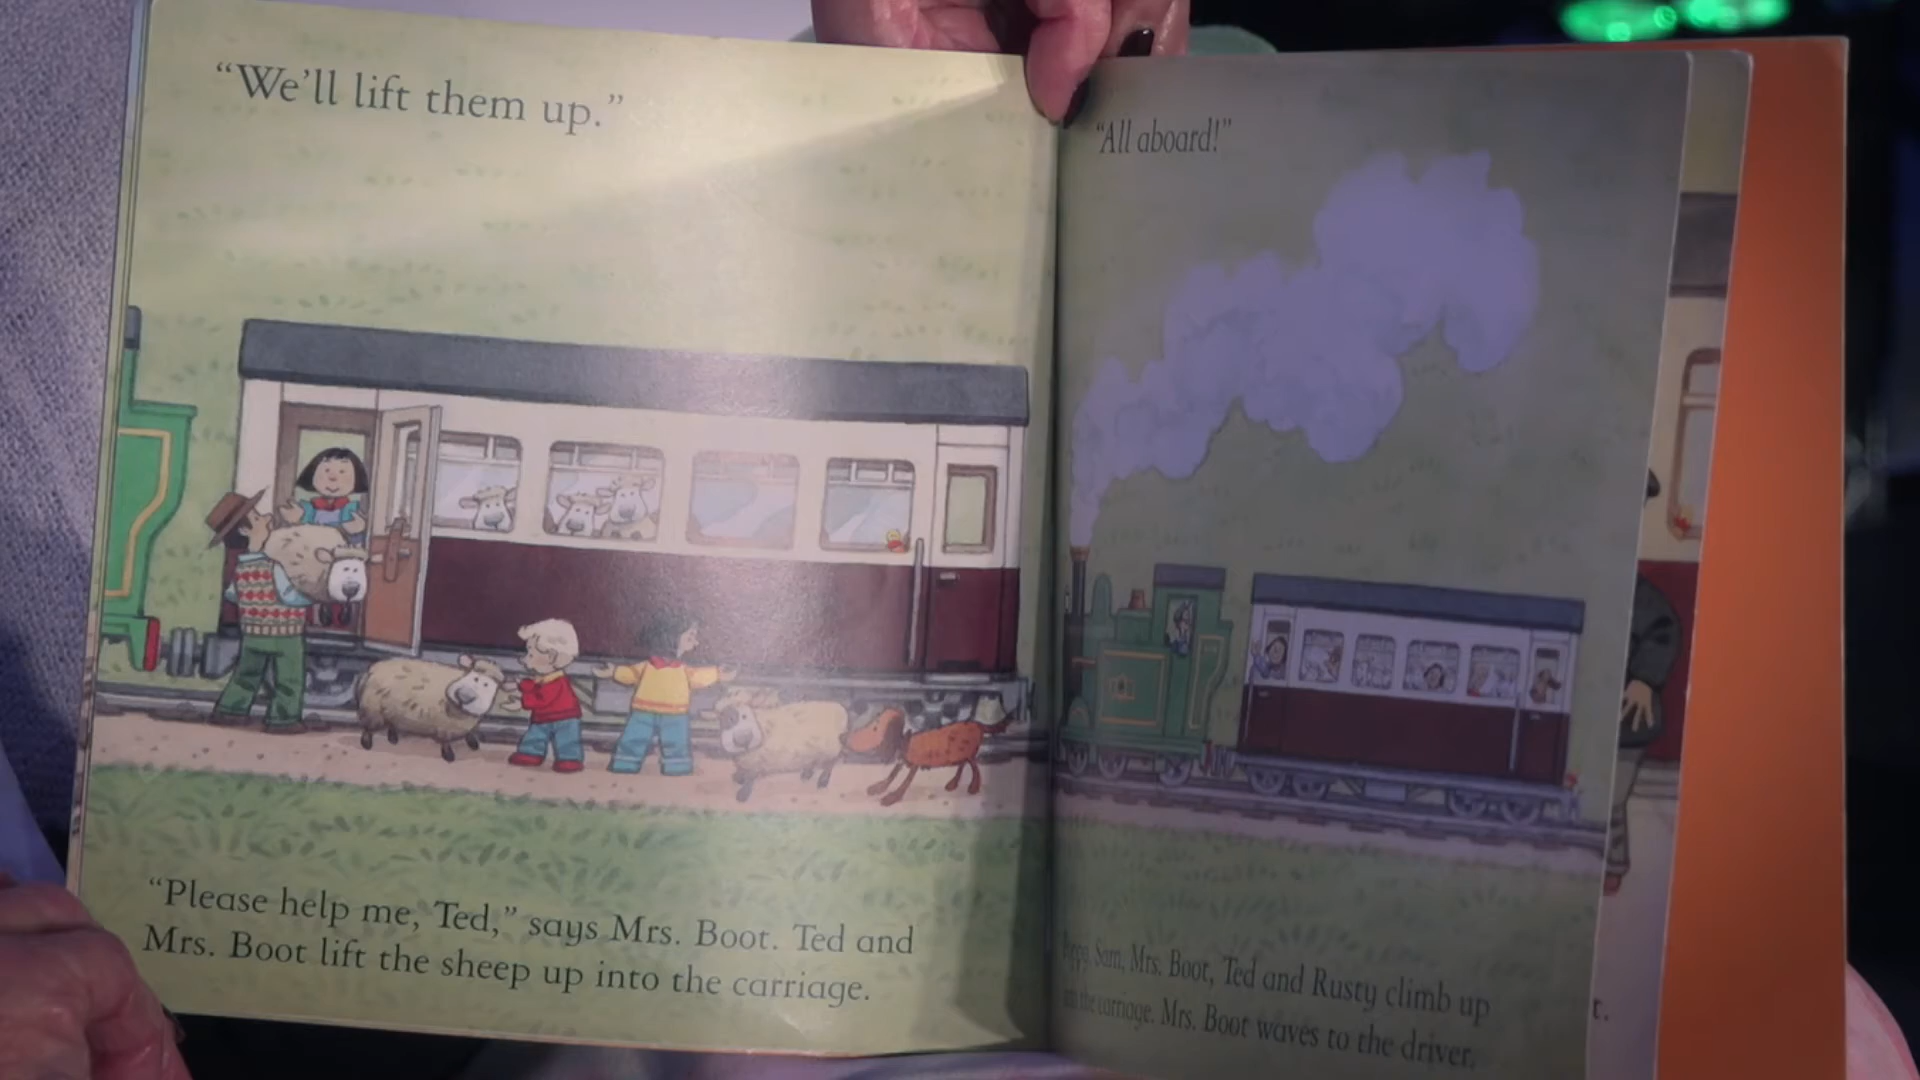 “We’ll lift them up.”
“Please help me, Ted,” says Mrs. Boot. Ted and
Mrs. Boot lift the sheep up into the carriage.
“All aboard!”
Sam, Mrs. Boot, Ted and Rusty climb up
the carriage. Mrs. Boot waves to the driver.
t.